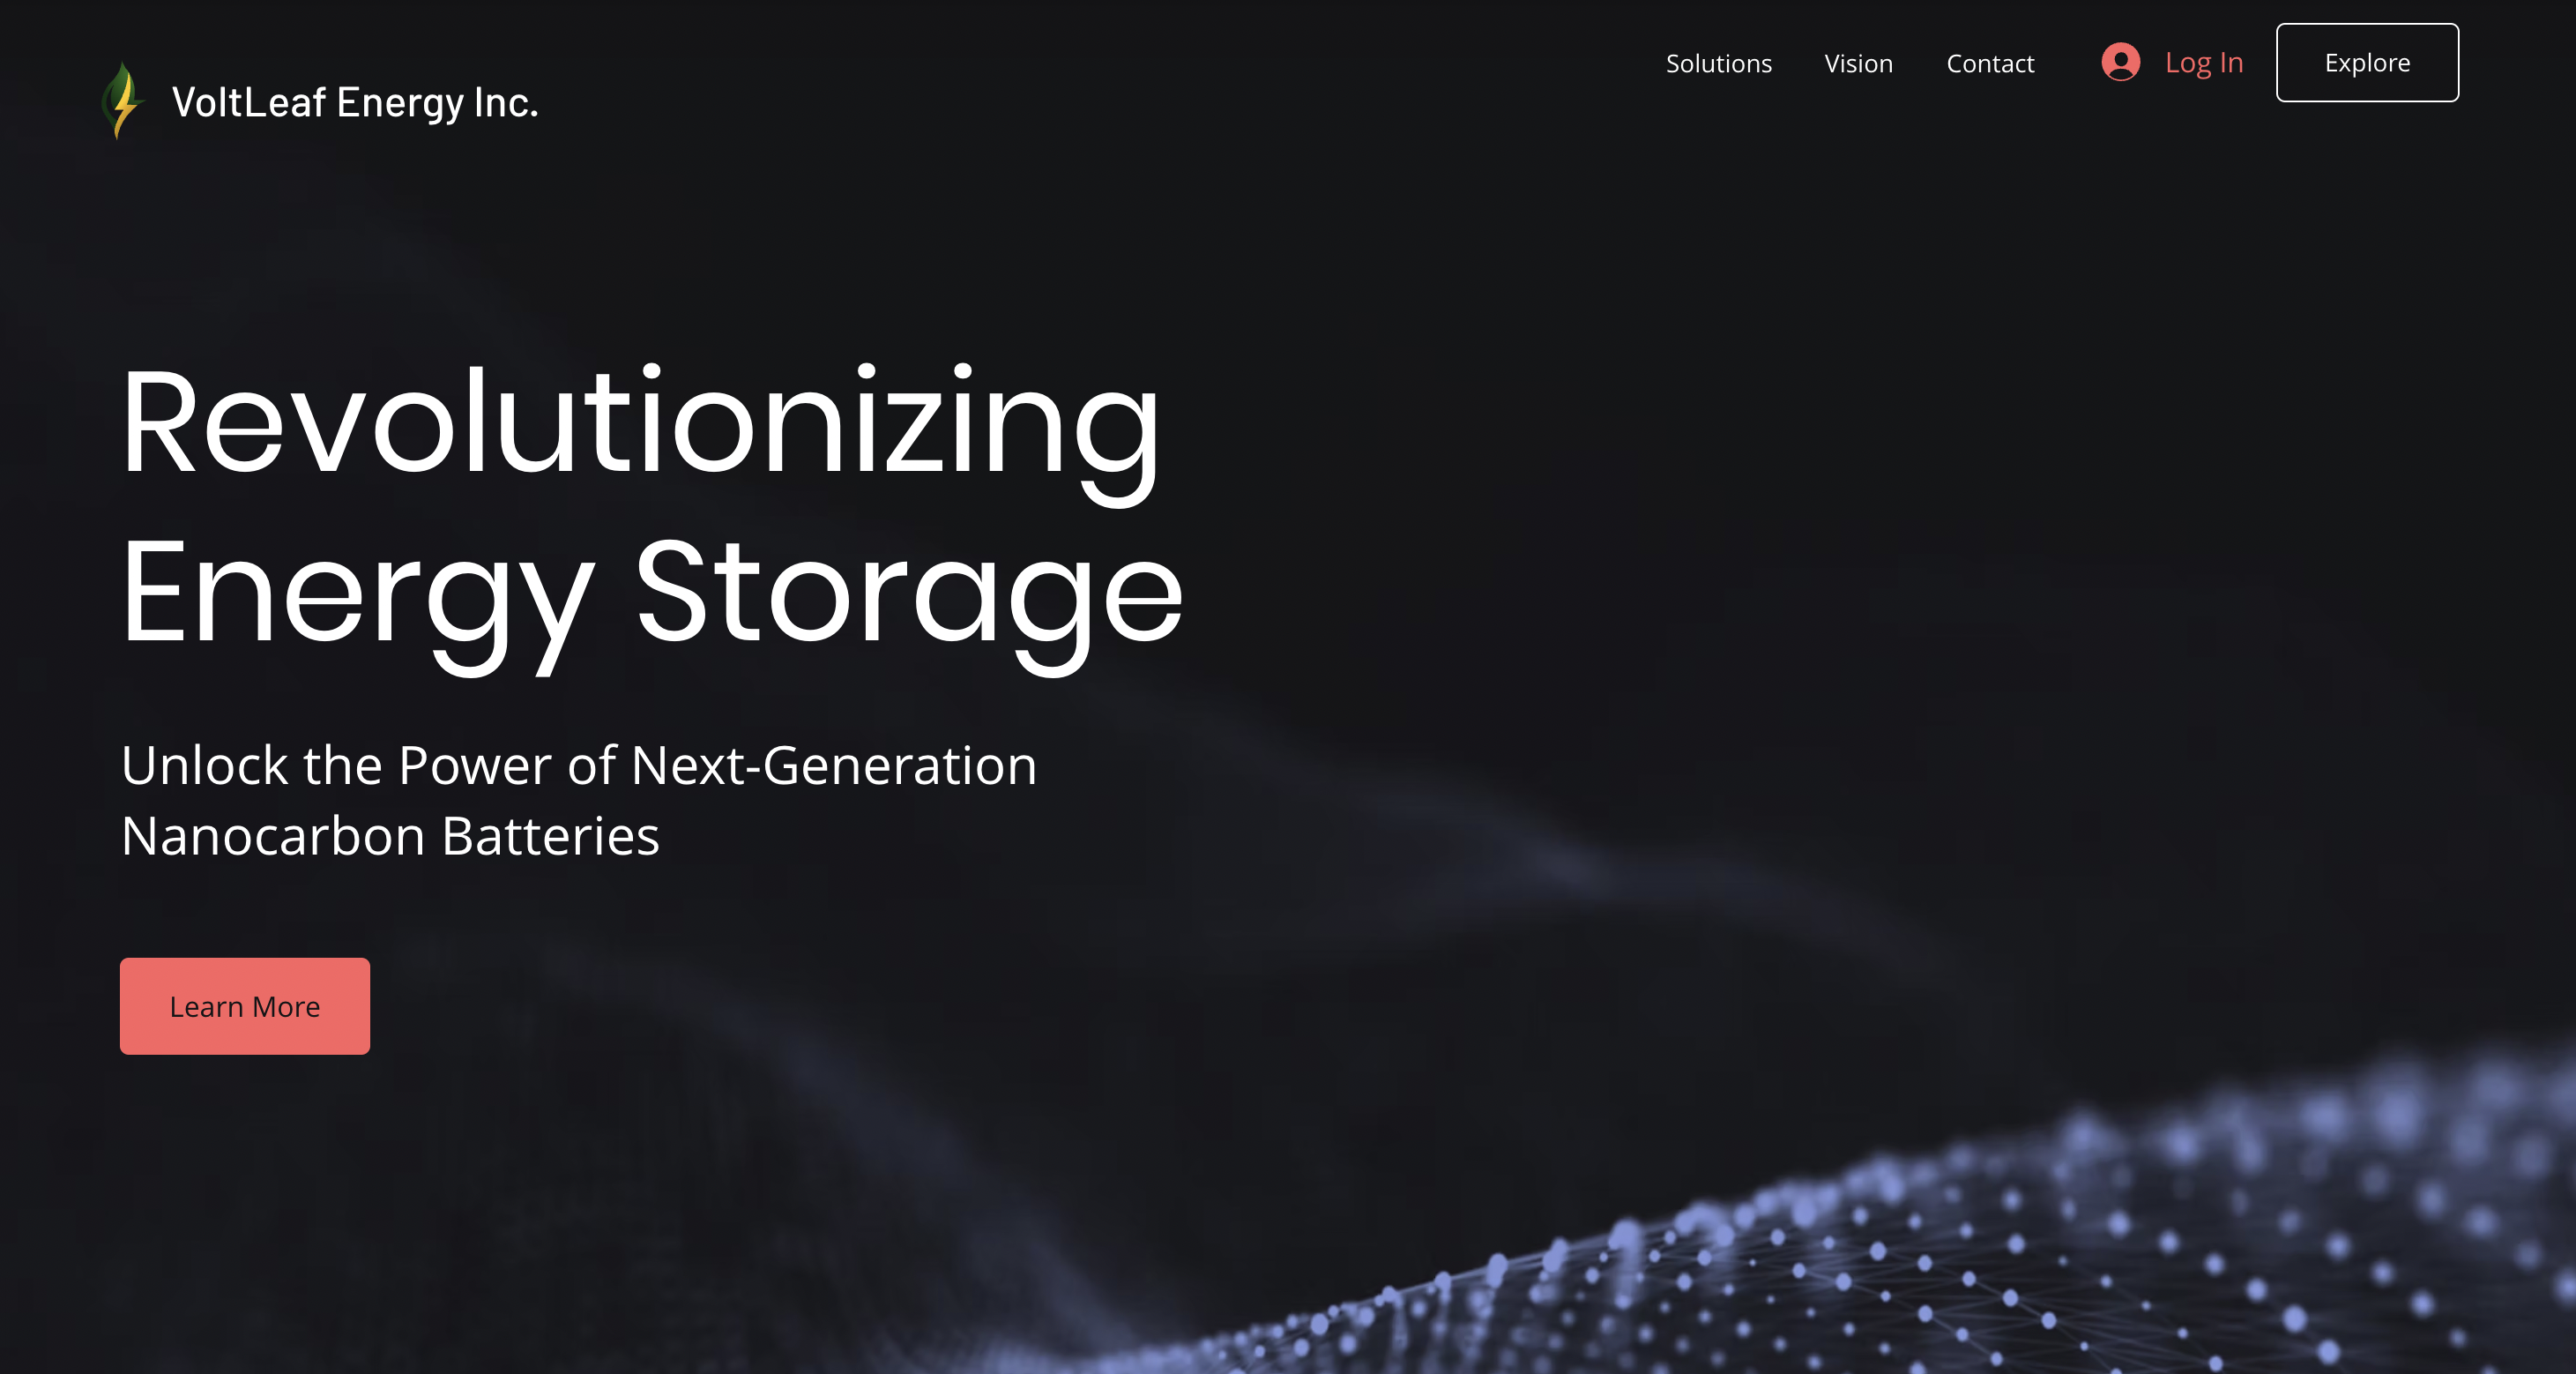 VoltLeaf Energy Inc.
Solutions Vision Contact Log In Explore
Revolutionizing
Energy Storage
Unlock the Power of Next-Generation
Nanocarbon Batteries
Learn More